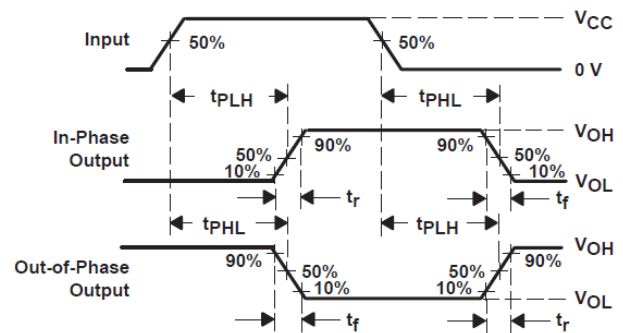 Input
50%
50%
VCC
0 V
tPLH
tPHL
In-Phase
Output
50%
10%
90%
90%
50%
10%
VOH
VOL
tr
tf
tPHL
tPLH
Out-of-Phase
Output
90%
50%
10%
50%
10%
90%
VOH
VOL
tf
tr